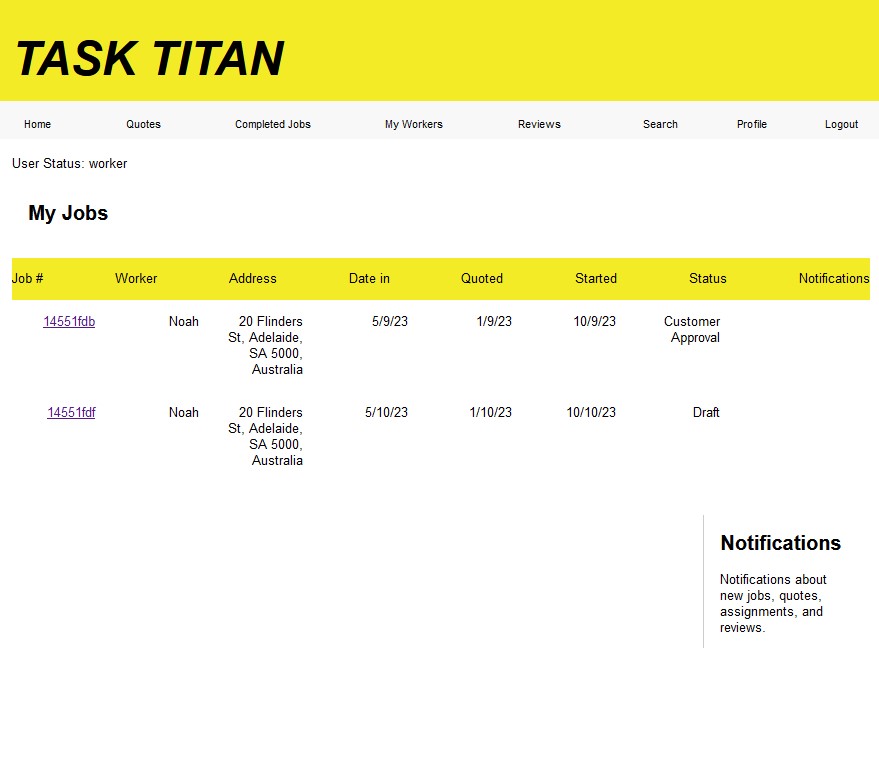 TASK TITAN
Home Quotes Completed Jobs My Workers Reviews Search Profile Logout
User Status: worker
My Jobs
Job # Worker Address Date in Quoted Started Status Notifications
14551fdb Noah 20 Flinders 5/9/23 1/9/23 10/9/23 Customer
St, Adelaide, Approval
SA 5000,
Australia
14551fdf Noah 20 Flinders 5/10/23 1/10/23 10/10/23 Draft
St, Adelaide,
SA 5000,
Australia
Notifications
Notifications about
new jobs, quotes,
assignments, and
reviews.